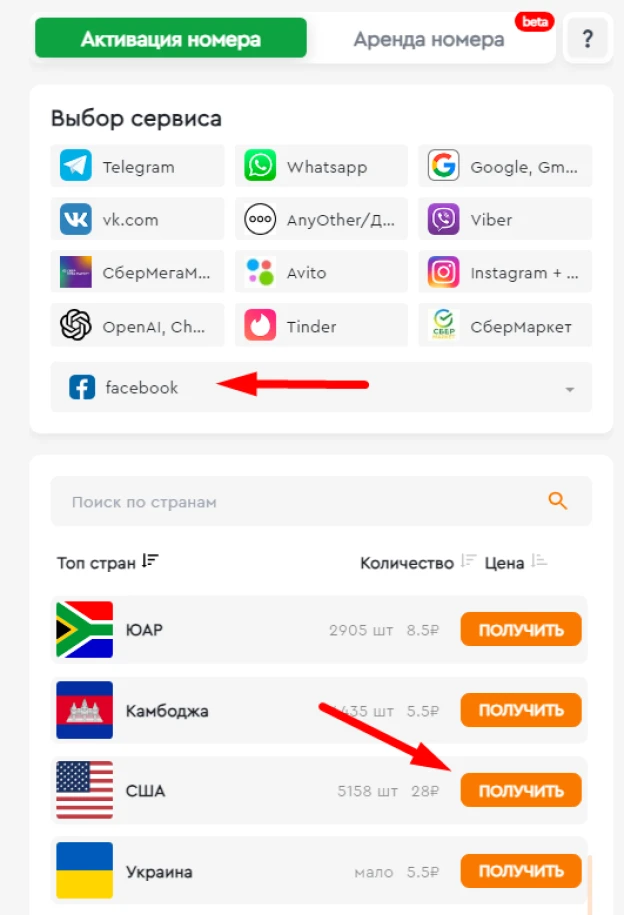 Активация номера
Аренда номера
beta
?
Выбор сервиса
Telegram
Whatsapp
Google, Gm...
vk.com
AnyOther/Д...
Viber
СберМегаМ...
Avito
Instagram + ...
OpenAI, Ch...
Tinder
СБЕР
СберМаркет
facebook
Поиск по странам
Топ стран Количество Цена
ЮАР 2905 шт 8.5₽ ПОЛУЧИТЬ
Камбоджа 435 шт 5.5₽ ПОЛУЧИТЬ
США 5158 шт 28₽ ПОЛУЧИТЬ
Украина мало 5.5₽ ПОЛУЧИТЬ